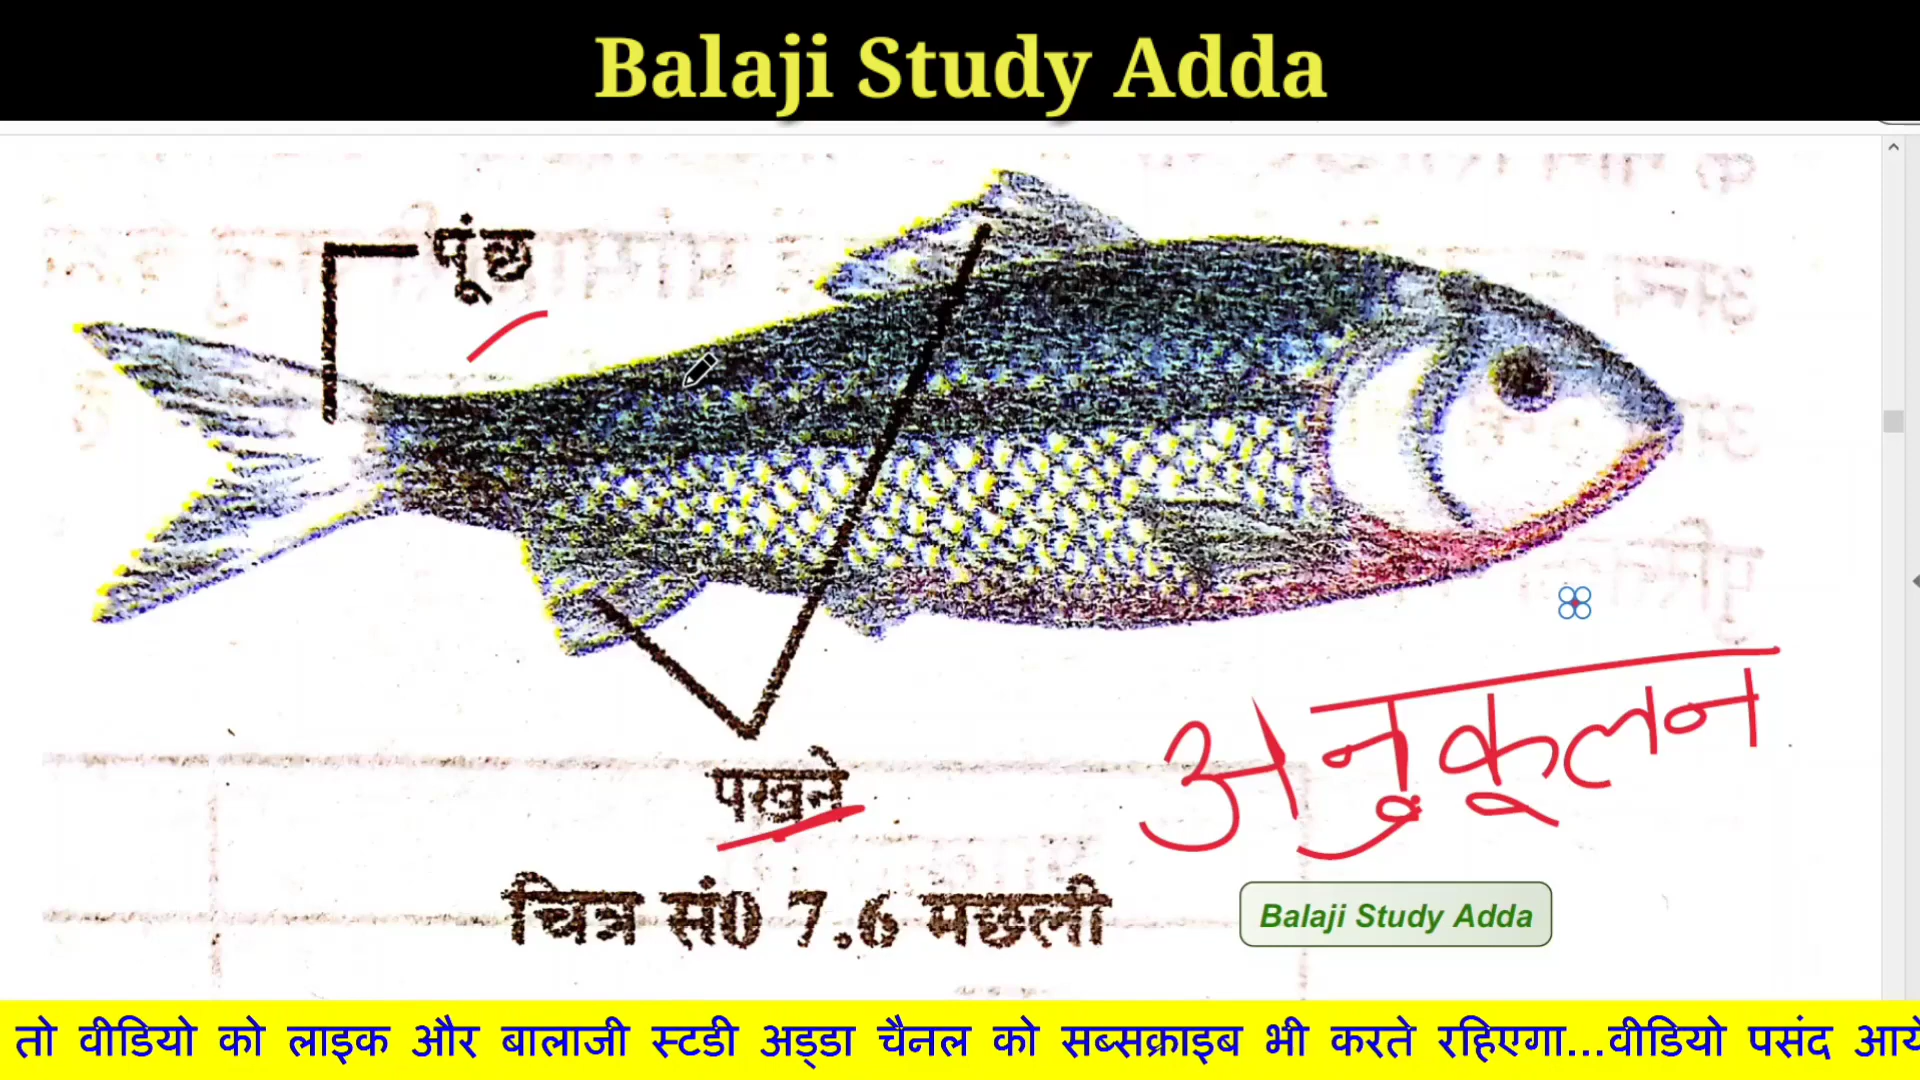 Balaji Study Adda
पूंछ
पखने
अनुकूलन
चित्र सं0 7.6 मछली
Balaji Study Adda
तो वीडियो को लाइक और बालाजी स्टडी अड्डा चैनल को सब्सक्राइब भी करते रहिएगा...वीडियो पसंद आये